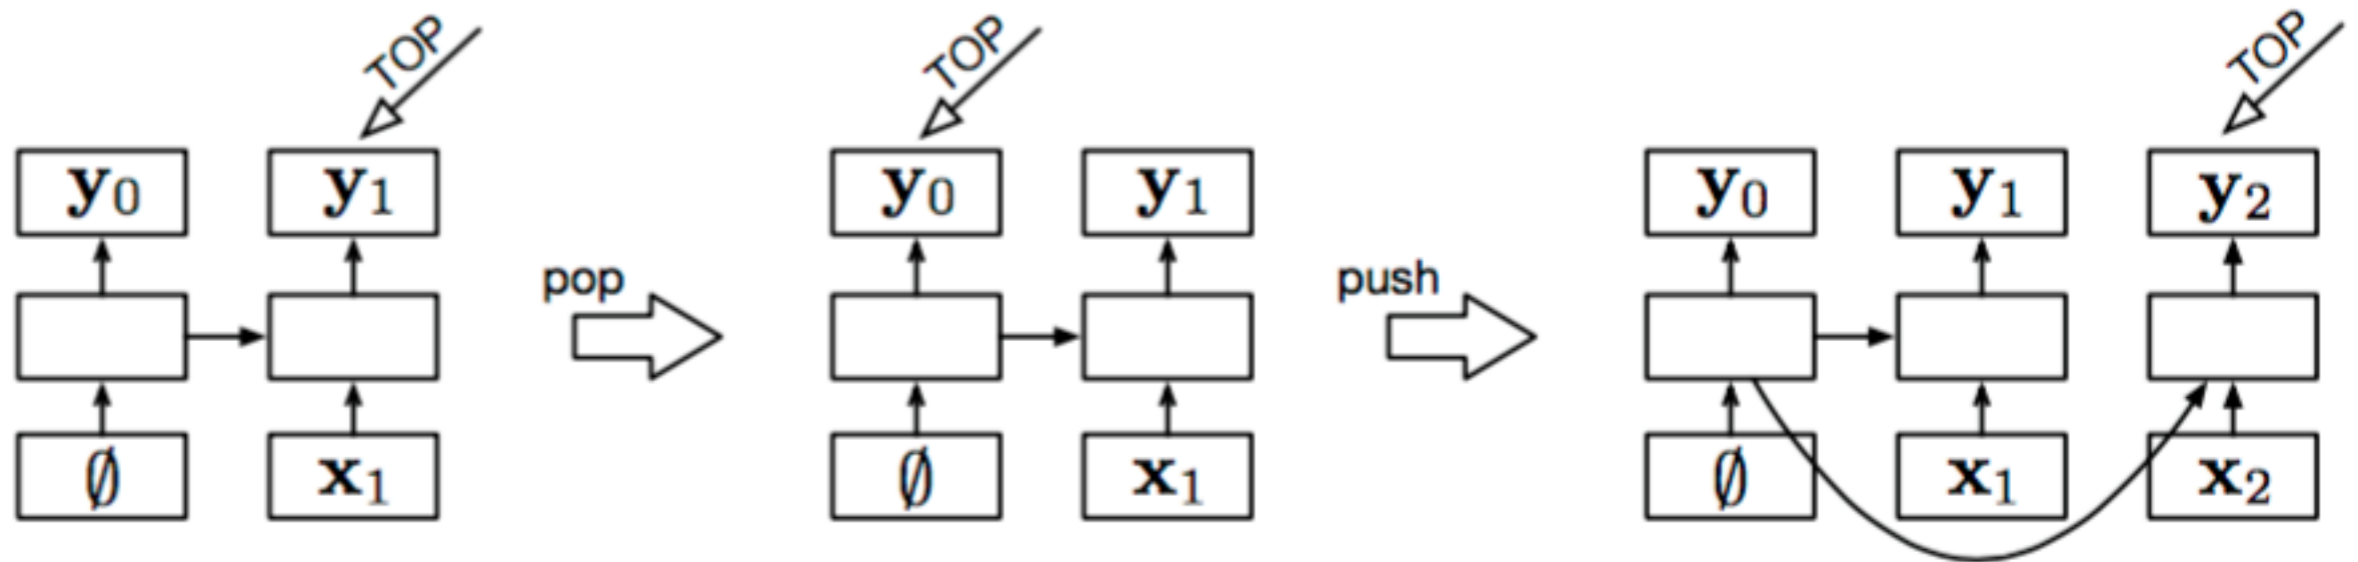 TOP TOP TOP
y₀ y₁ y₀ y₁ y₀ y₁ y₂
pop push
∅ x₁ ∅ x₁ ∅ x₁ x₂